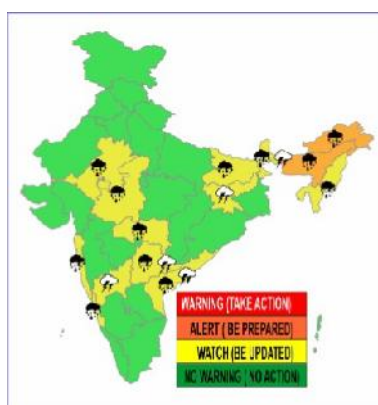 WARNING (TAKE ACTION)
ALERT (BE PREPARED)
WATCH (BE UPDATED)
NO WARNING (NO ACTION)